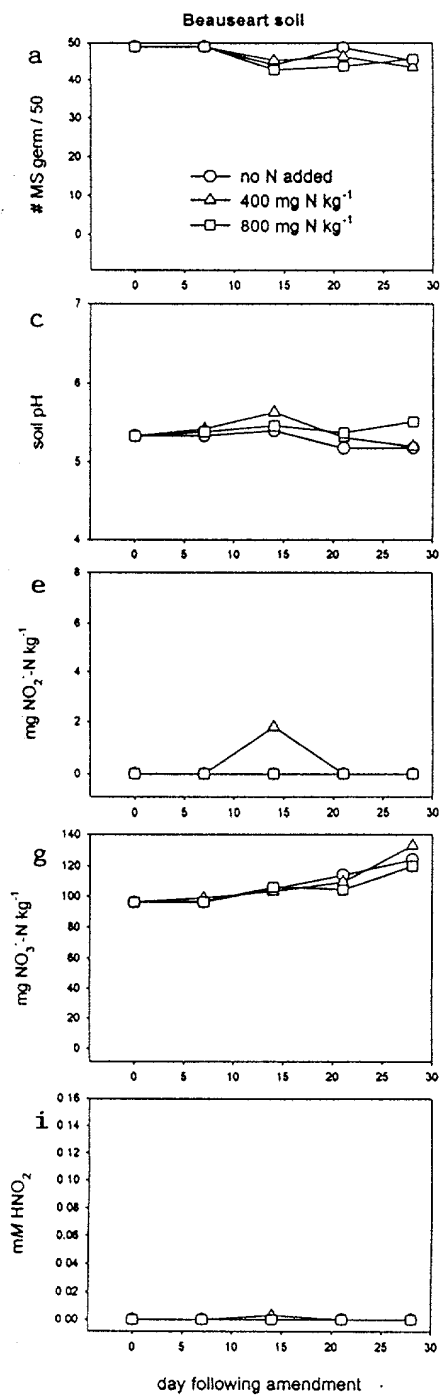 Beauseart soil
a
# MS germ / 50
50
40
30
20
10
0
no N added
400 mg N kg⁻¹
800 mg N kg⁻¹
0 5 10 15 20 25 30
c
soil pH
7
6
5
4
0 5 10 15 20 25 30
e
mg NO₂⁻-N kg⁻¹
8
6
4
2
0
0 5 10 15 20 25 30
g
mg NO₃⁻-N kg⁻¹
140
120
100
80
60
40
20
0
0 5 10 15 20 25 30
i
mM HNO₂
0.16
0.14
0.12
0.10
0.08
0.06
0.04
0.02
0.00
0 5 10 15 20 25 30
day following amendment